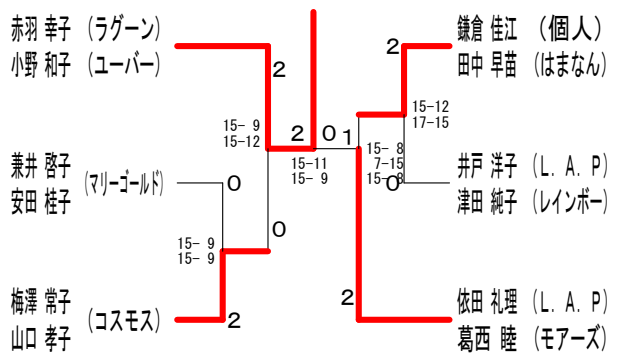 赤羽 幸子 (ラグーン)
小野 和子 (ユーバー)
2
15- 9
15-12
兼井 啓子
安田 桂子
(マリーゴールド)
0
15- 9
15- 9
0
梅澤 常子
山口 孝子
(コスモス)
2
2
0
15-11
15- 9
1
鎌倉 佳江 (個人)
田中 早苗 (はまなん)
2
15-12
17-15
15- 8
7-15
15- 8
井戸 洋子 (L. A. P)
津田 純子 (レインボー)
0
2
依田 礼理 (L. A. P)
葛西 睦 (モアーズ)